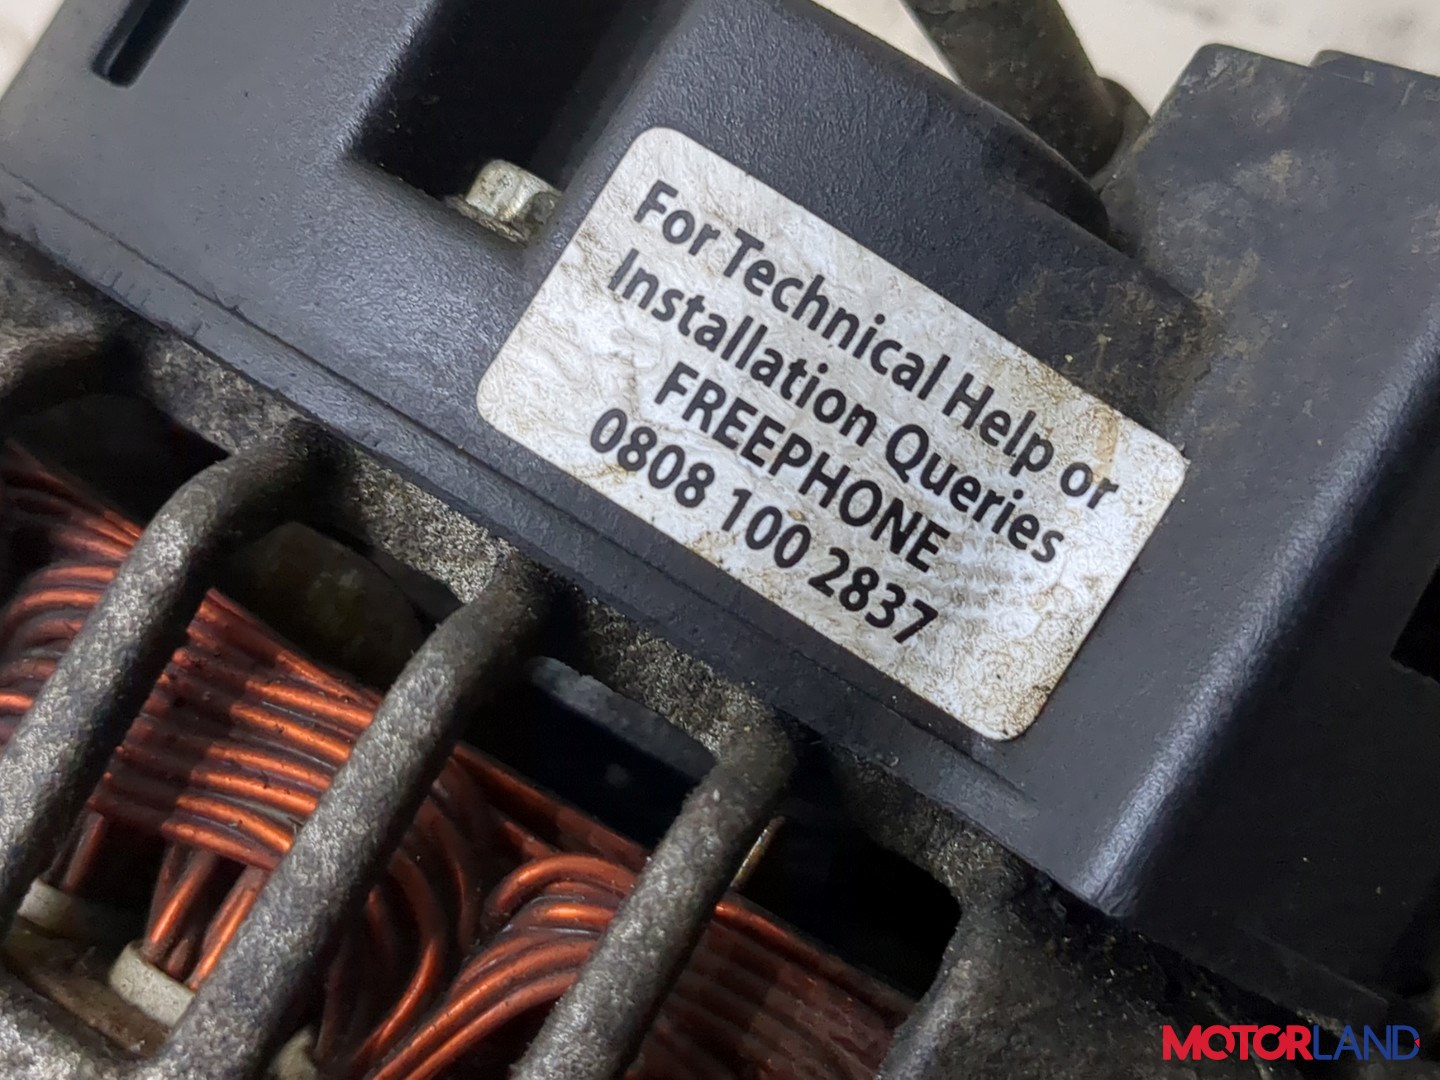 For Technical Help or
Installation Queries
FREEPHONE
0808 100 2837
MOTORLAND